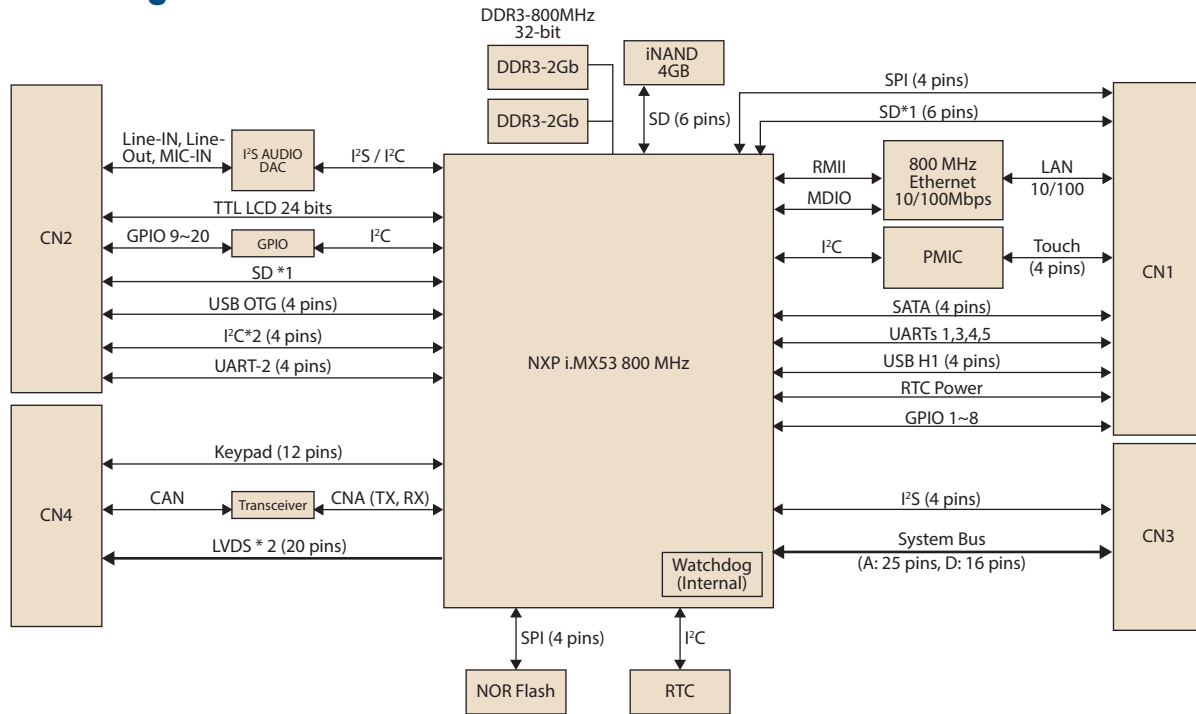 DDR3-800MHz
32-bit
DDR3-2Gb
DDR3-2Gb
iNAND
4GB
SD (6 pins)
SPI (4 pins)
SD*1 (6 pins)
CN2
Line-IN, Line-
Out, MIC-IN
I²S AUDIO
DAC
I²S / I²C
TTL LCD 24 bits
GPIO 9~20
GPIO
I²C
SD *1
USB OTG (4 pins)
I²C*2 (4 pins)
UART-2 (4 pins)
CN4
Keypad (12 pins)
CAN
Transceiver
CNA (TX, RX)
LVDS * 2 (20 pins)
NXP i.MX53 800 MHz
Watchdog
(Internal)
RMII
MDIO
800 MHz
Ethernet
10/100Mbps
LAN
10/100
I²C
PMIC
Touch
(4 pins)
CN1
SATA (4 pins)
UARTs 1,3,4,5
USB H1 (4 pins)
RTC Power
GPIO 1~8
I²S (4 pins)
System Bus
(A: 25 pins, D: 16 pins)
CN3
SPI (4 pins)
NOR Flash
I²C
RTC